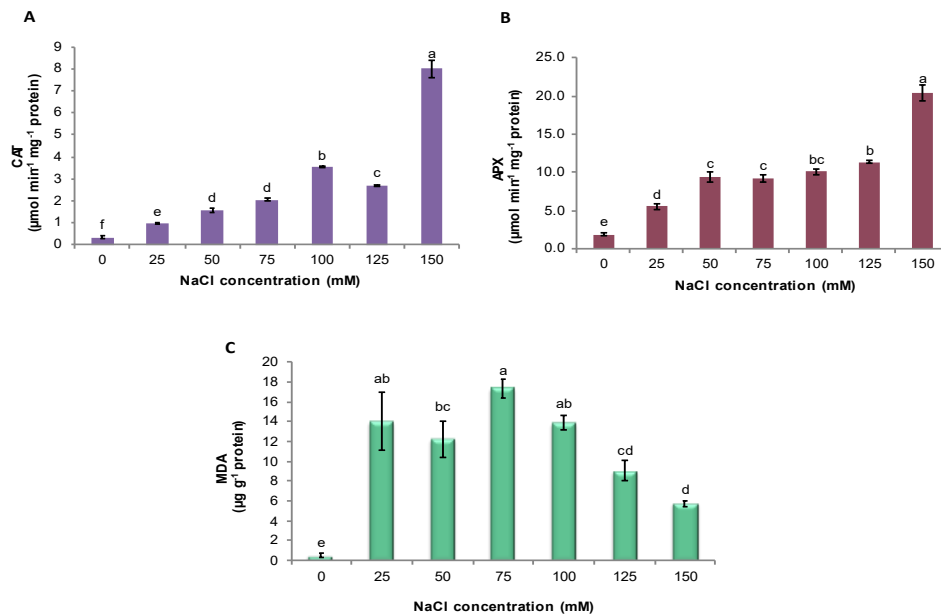 A
CAT
(µmol min-1 mg-1 protein)
9
8
7
6
5
4
3
2
1
0
f
e
d
d
b
c
a
0 25 50 75 100 125 150
NaCl concentration (mM)
B
APX
(µmol min-1 mg-1 protein)
25.0
20.0
15.0
10.0
5.0
0.0
e
d
c
c
bc
b
a
0 25 50 75 100 125 150
NaCl concentration (mM)
C
MDA
(µg g-1 protein)
20
18
16
14
12
10
8
6
4
2
0
e
ab
bc
a
ab
cd
d
0 25 50 75 100 125 150
NaCl concentration (mM)